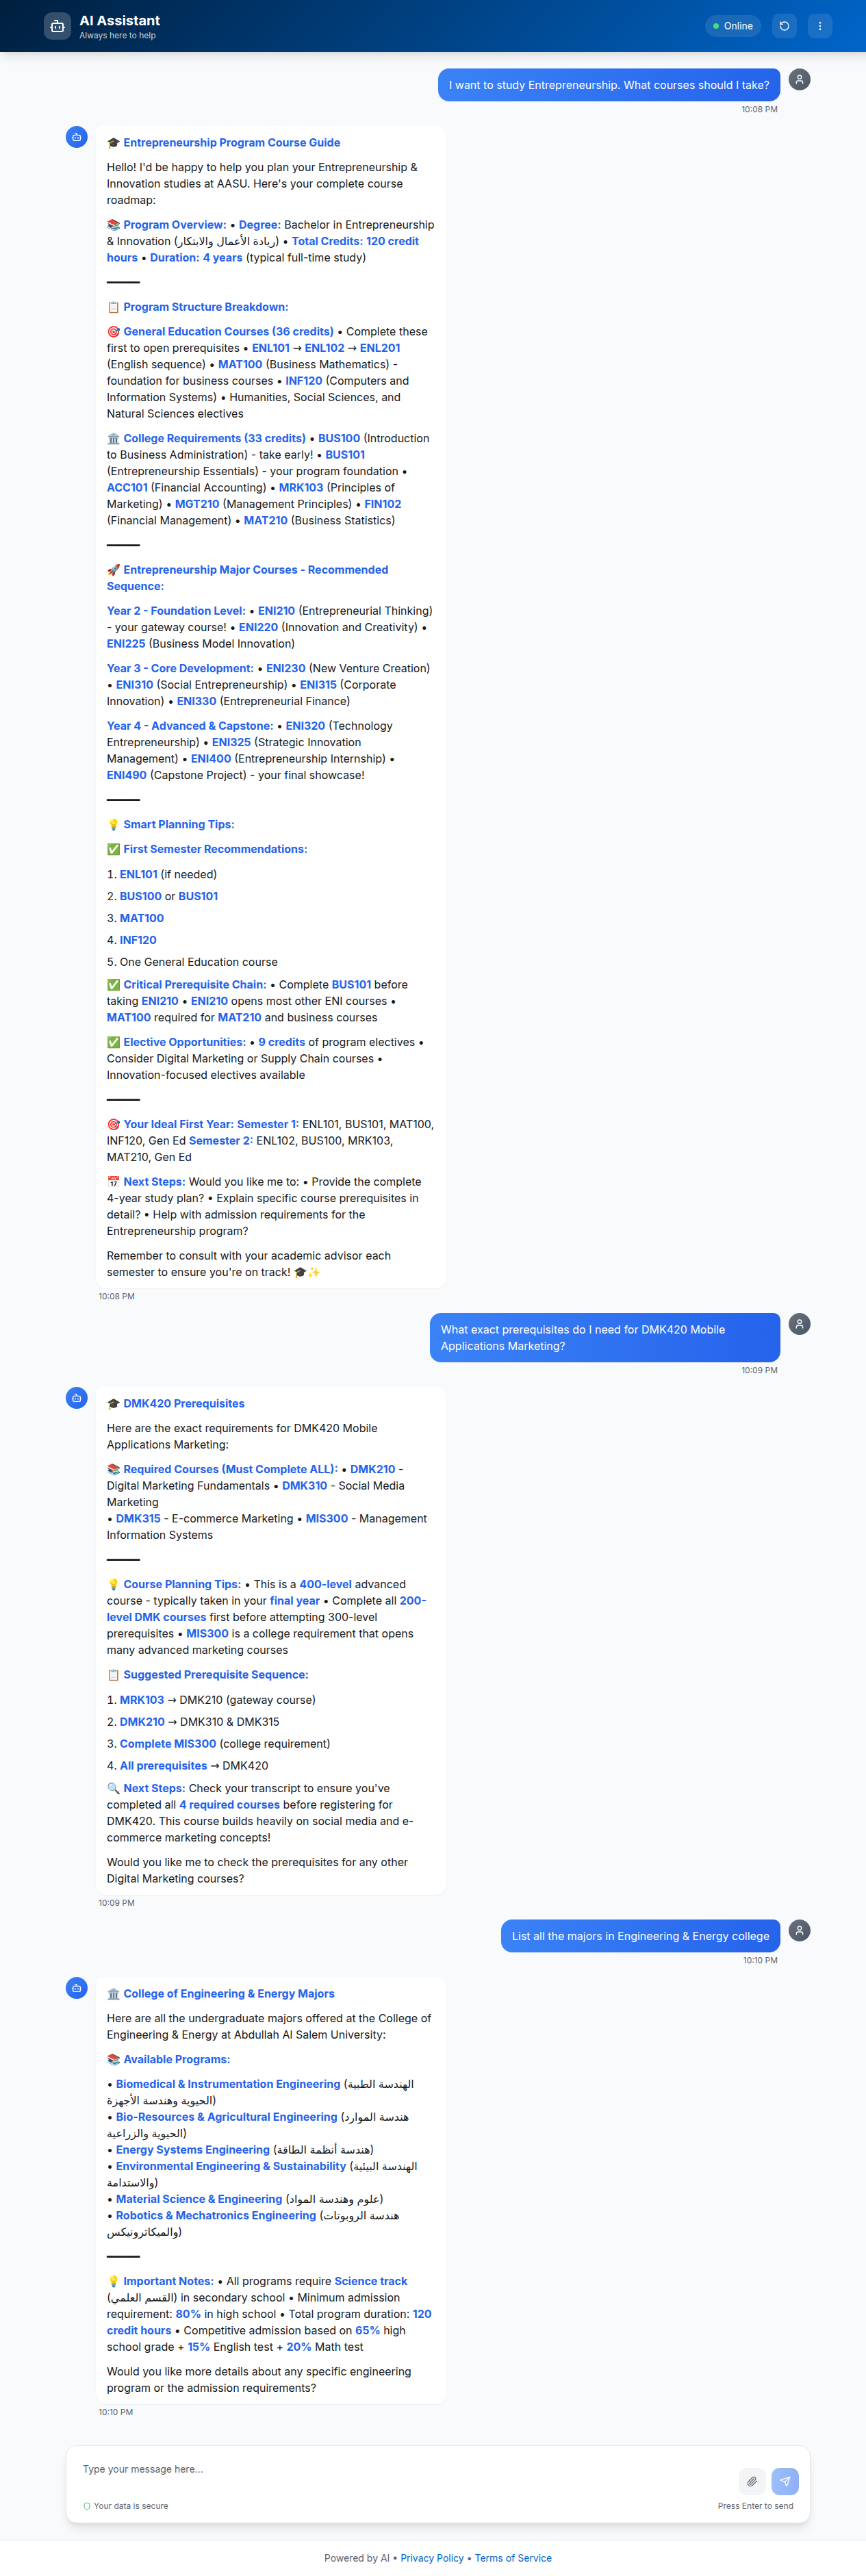 AI Assistant
Always here to help
Online
I want to study Entrepreneurship. What courses should I take?
10:08 PM
🎓 Entrepreneurship Program Course Guide
Hello! I'd be happy to help you plan your Entrepreneurship &
Innovation studies at AASU. Here's your complete course
roadmap:
📚 Program Overview: • Degree: Bachelor in Entrepreneurship
& Innovation (ريادة الأعمال والابتكار) • Total Credits: 120 credit
hours • Duration: 4 years (typical full-time study)
📋 Program Structure Breakdown:
🎯 General Education Courses (36 credits) • Complete these
first to open prerequisites • ENL101 → ENL102 → ENL201
(English sequence) • MAT100 (Business Mathematics) -
foundation for business courses • INF120 (Computers and
Information Systems) • Humanities, Social Sciences, and
Natural Sciences electives
🏛️ College Requirements (33 credits) • BUS100 (Introduction
to Business Administration) - take early! • BUS101
(Entrepreneurship Essentials) - your program foundation •
ACC101 (Financial Accounting) • MRK103 (Principles of
Marketing) • MGT210 (Management Principles) • FIN102
(Financial Management) • MAT210 (Business Statistics)
🚀 Entrepreneurship Major Courses - Recommended
Sequence:
Year 2 - Foundation Level: • ENI210 (Entrepreneurial Thinking)
- your gateway course! • ENI220 (Innovation and Creativity) •
ENI225 (Business Model Innovation)
Year 3 - Core Development: • ENI230 (New Venture Creation)
• ENI310 (Social Entrepreneurship) • ENI315 (Corporate
Innovation) • ENI330 (Entrepreneurial Finance)
Year 4 - Advanced & Capstone: • ENI320 (Technology
Entrepreneurship) • ENI325 (Strategic Innovation
Management) • ENI400 (Entrepreneurship Internship) •
ENI490 (Capstone Project) - your final showcase!
💡 Smart Planning Tips:
✅ First Semester Recommendations:
1. ENL101 (if needed)
2. BUS100 or BUS101
3. MAT100
4. INF120
5. One General Education course
✅ Critical Prerequisite Chain: • Complete BUS101 before
taking ENI210 • ENI210 opens most other ENI courses •
MAT100 required for MAT210 and business courses
✅ Elective Opportunities: • 9 credits of program electives •
Consider Digital Marketing or Supply Chain courses •
Innovation-focused electives available
🎯 Your Ideal First Year: Semester 1: ENL101, BUS101, MAT100,
INF120, Gen Ed Semester 2: ENL102, BUS100, MRK103,
MAT210, Gen Ed
📅 Next Steps: Would you like me to: • Provide the complete
4-year study plan? • Explain specific course prerequisites in
detail? • Help with admission requirements for the
Entrepreneurship program?
Remember to consult with your academic advisor each
semester to ensure you're on track! 🎓✨
10:08 PM
What exact prerequisites do I need for DMK420 Mobile
Applications Marketing?
10:09 PM
🎓 DMK420 Prerequisites
Here are the exact requirements for DMK420 Mobile
Applications Marketing:
📚 Required Courses (Must Complete ALL): • DMK210 -
Digital Marketing Fundamentals • DMK310 - Social Media
Marketing
• DMK315 - E-commerce Marketing • MIS300 - Management
Information Systems
💡 Course Planning Tips: • This is a 400-level advanced
course - typically taken in your final year • Complete all 200-
level DMK courses first before attempting 300-level
prerequisites • MIS300 is a college requirement that opens
many advanced marketing courses
📋 Suggested Prerequisite Sequence:
1. MRK103 → DMK210 (gateway course)
2. DMK210 → DMK310 & DMK315
3. Complete MIS300 (college requirement)
4. All prerequisites → DMK420
🔍 Next Steps: Check your transcript to ensure you've
completed all 4 required courses before registering for
DMK420. This course builds heavily on social media and e-
commerce marketing concepts!
Would you like me to check the prerequisites for any other
Digital Marketing courses?
10:09 PM
List all the majors in Engineering & Energy college
10:10 PM
🏛️ College of Engineering & Energy Majors
Here are all the undergraduate majors offered at the College of
Engineering & Energy at Abdullah Al Salem University:
📚 Available Programs:
• Biomedical & Instrumentation Engineering (الهندسة الطبية
الحيوية وهندسة الأجهزة)
• Bio-Resources & Agricultural Engineering (هندسة الموارد
الحيوية والزراعية)
• Energy Systems Engineering (هندسة أنظمة الطاقة)
• Environmental Engineering & Sustainability (الهندسة البيئية
والاستدامة)
• Material Science & Engineering (علوم وهندسة المواد)
• Robotics & Mechatronics Engineering (هندسة الروبوتات
والميكاترونيكس)
💡 Important Notes: • All programs require Science track
(القسم العلمي) in secondary school • Minimum admission
requirement: 80% in high school • Total program duration: 120
credit hours • Competitive admission based on 65% high
school grade + 15% English test + 20% Math test
Would you like more details about any specific engineering
program or the admission requirements?
10:10 PM
Type your message here...
Your data is secure
Press Enter to send
Powered by AI • Privacy Policy • Terms of Service